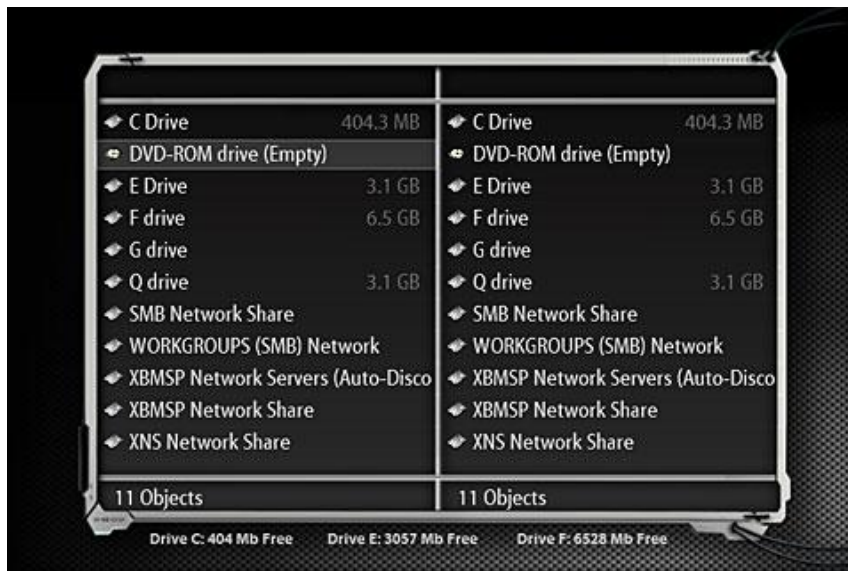 C Drive 404.3 MB
DVD-ROM drive (Empty)
E Drive 3.1 GB
F drive 6.5 GB
G drive
Q drive 3.1 GB
SMB Network Share
WORKGROUPS (SMB) Network
XBMSP Network Servers (Auto-Disco
XBMSP Network Share
XNS Network Share
11 Objects
C Drive 404.3 MB
DVD-ROM drive (Empty)
E Drive 3.1 GB
F drive 6.5 GB
G drive
Q drive 3.1 GB
SMB Network Share
WORKGROUPS (SMB) Network
XBMSP Network Servers (Auto-Disco
XBMSP Network Share
XNS Network Share
11 Objects
Drive C: 404 Mb Free Drive E: 3057 Mb Free Drive F: 6528 Mb Free